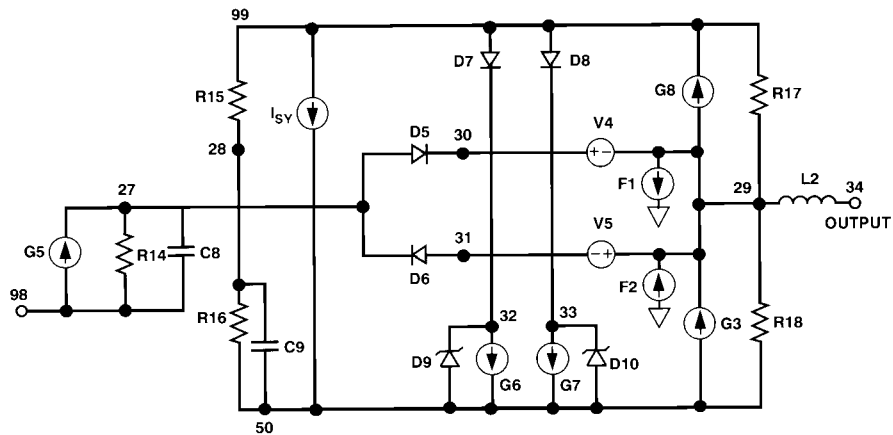 99
D7
D8
R15
I_SY
G8
R17
D5
30
V4
28
F1
27
29
L2
34
OUTPUT
V5
31
G5
R14
C8
D6
F2
98
R16
C9
32
33
G3
R18
D9
G6
G7
D10
50